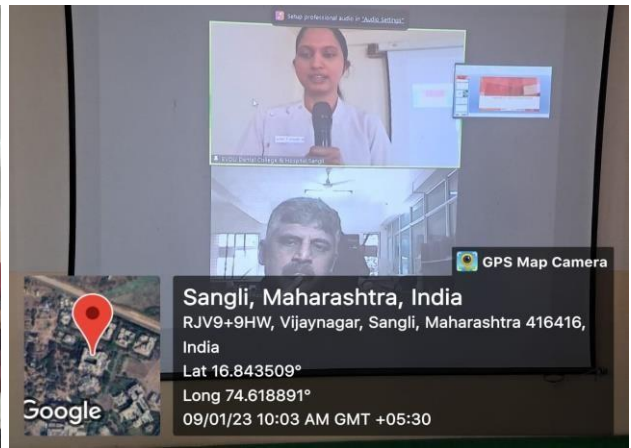 Setup professional audio in "Audio Settings"
BVDU Dental College & Hospital Sangli
GPS Map Camera
Sangli, Maharashtra, India
RJV9+9HW, Vijaynagar, Sangli, Maharashtra 416416,
India
Lat 16.843509°
Long 74.618891°
09/01/23 10:03 AM GMT +05:30
Google